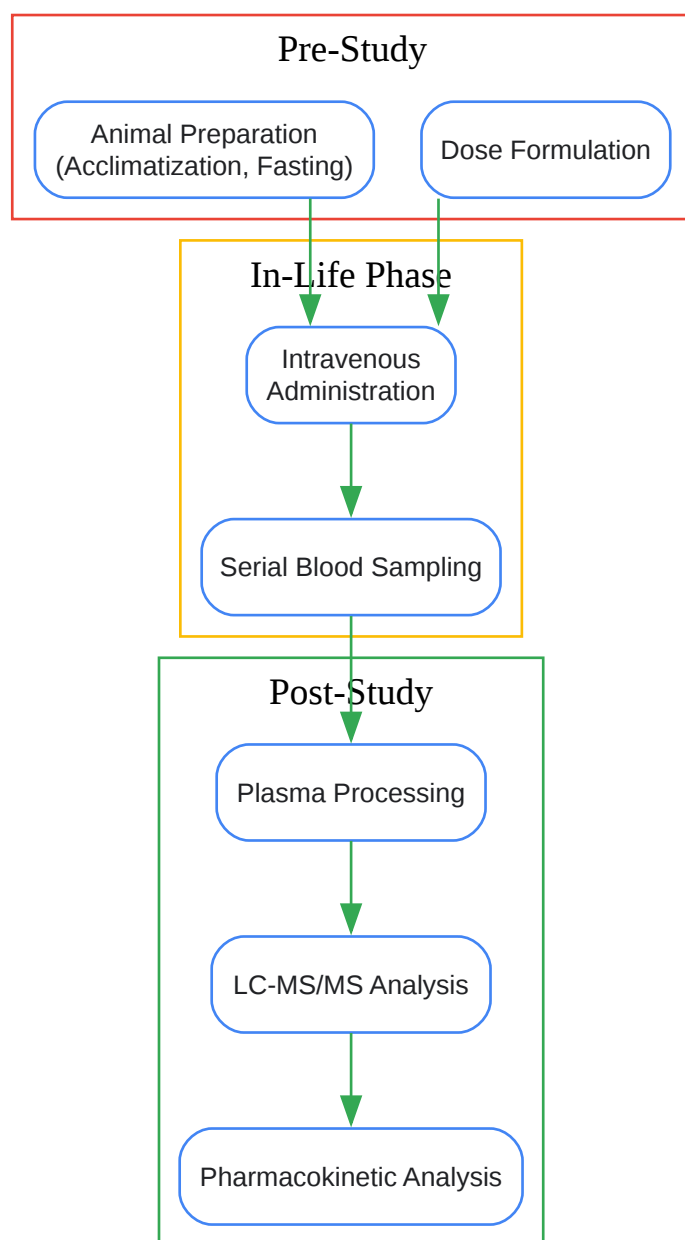 Pre-Study
Animal Preparation
(Acclimatization, Fasting)
Dose Formulation
In-Life Phase
Intravenous
Administration
Serial Blood Sampling
Post-Study
Plasma Processing
LC-MS/MS Analysis
Pharmacokinetic Analysis